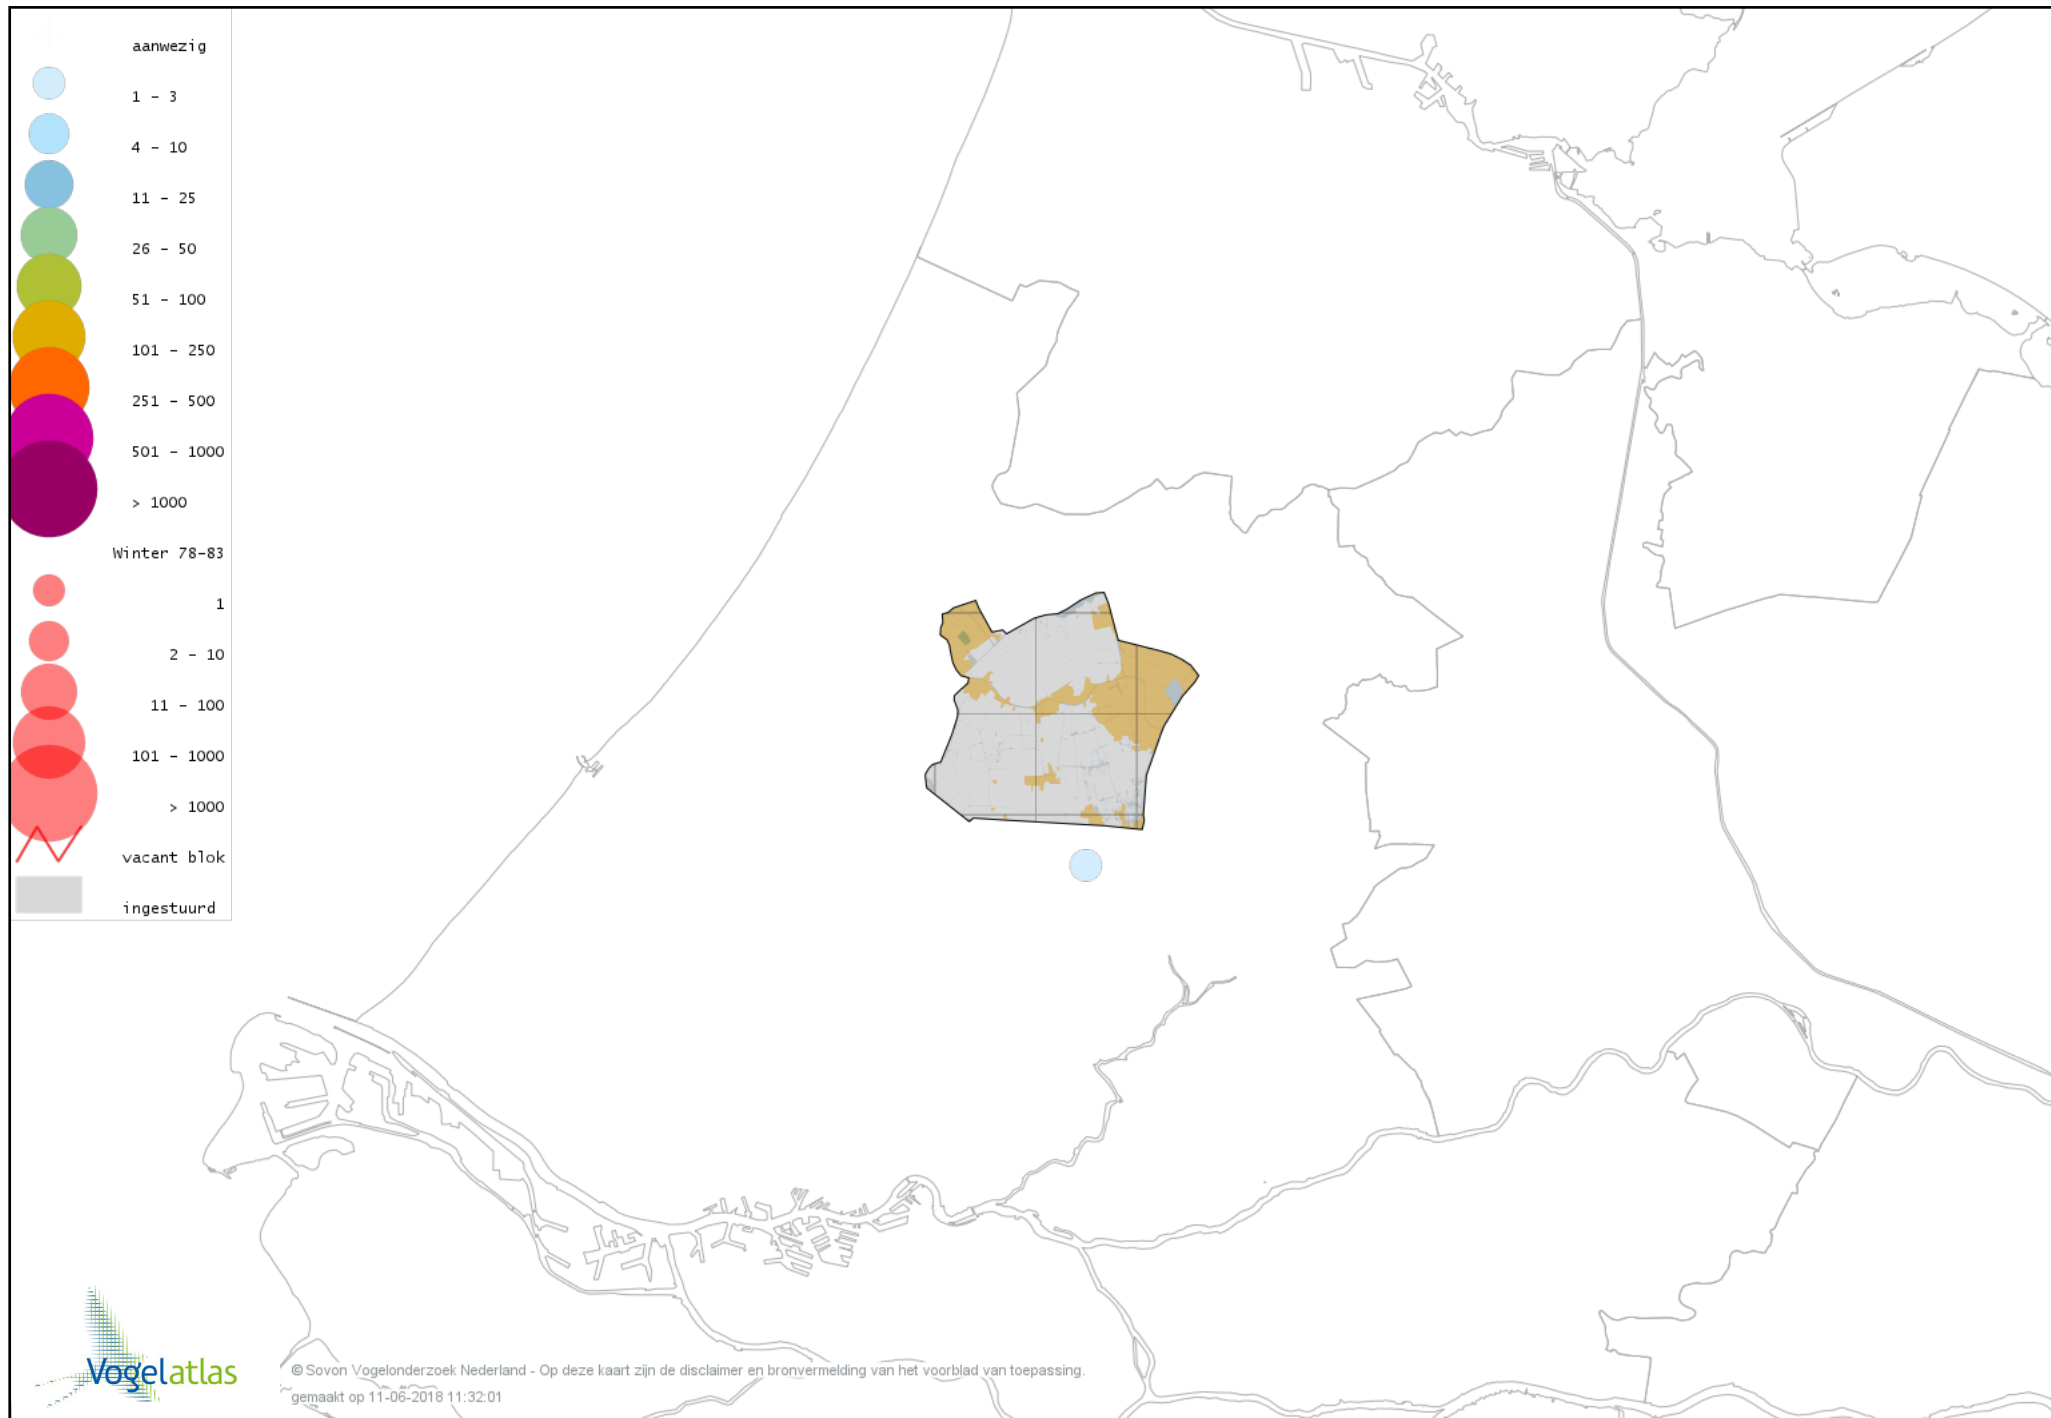 aanwezig
1 - 3
4 - 10
11 - 25
26 - 50
51 - 100
101 - 250
251 - 500
501 - 1000
> 1000
Winter 78-83
1
2 - 10
11 - 100
101 - 1000
> 1000
vacant blok
ingestuurd
Vogelatlas
© Sovon Vogelonderzoek Nederland - Op deze kaart zijn de disclaimer en bronvermelding van het voorblad van toepassing.
gemaakt op 11-06-2018 11:32:01